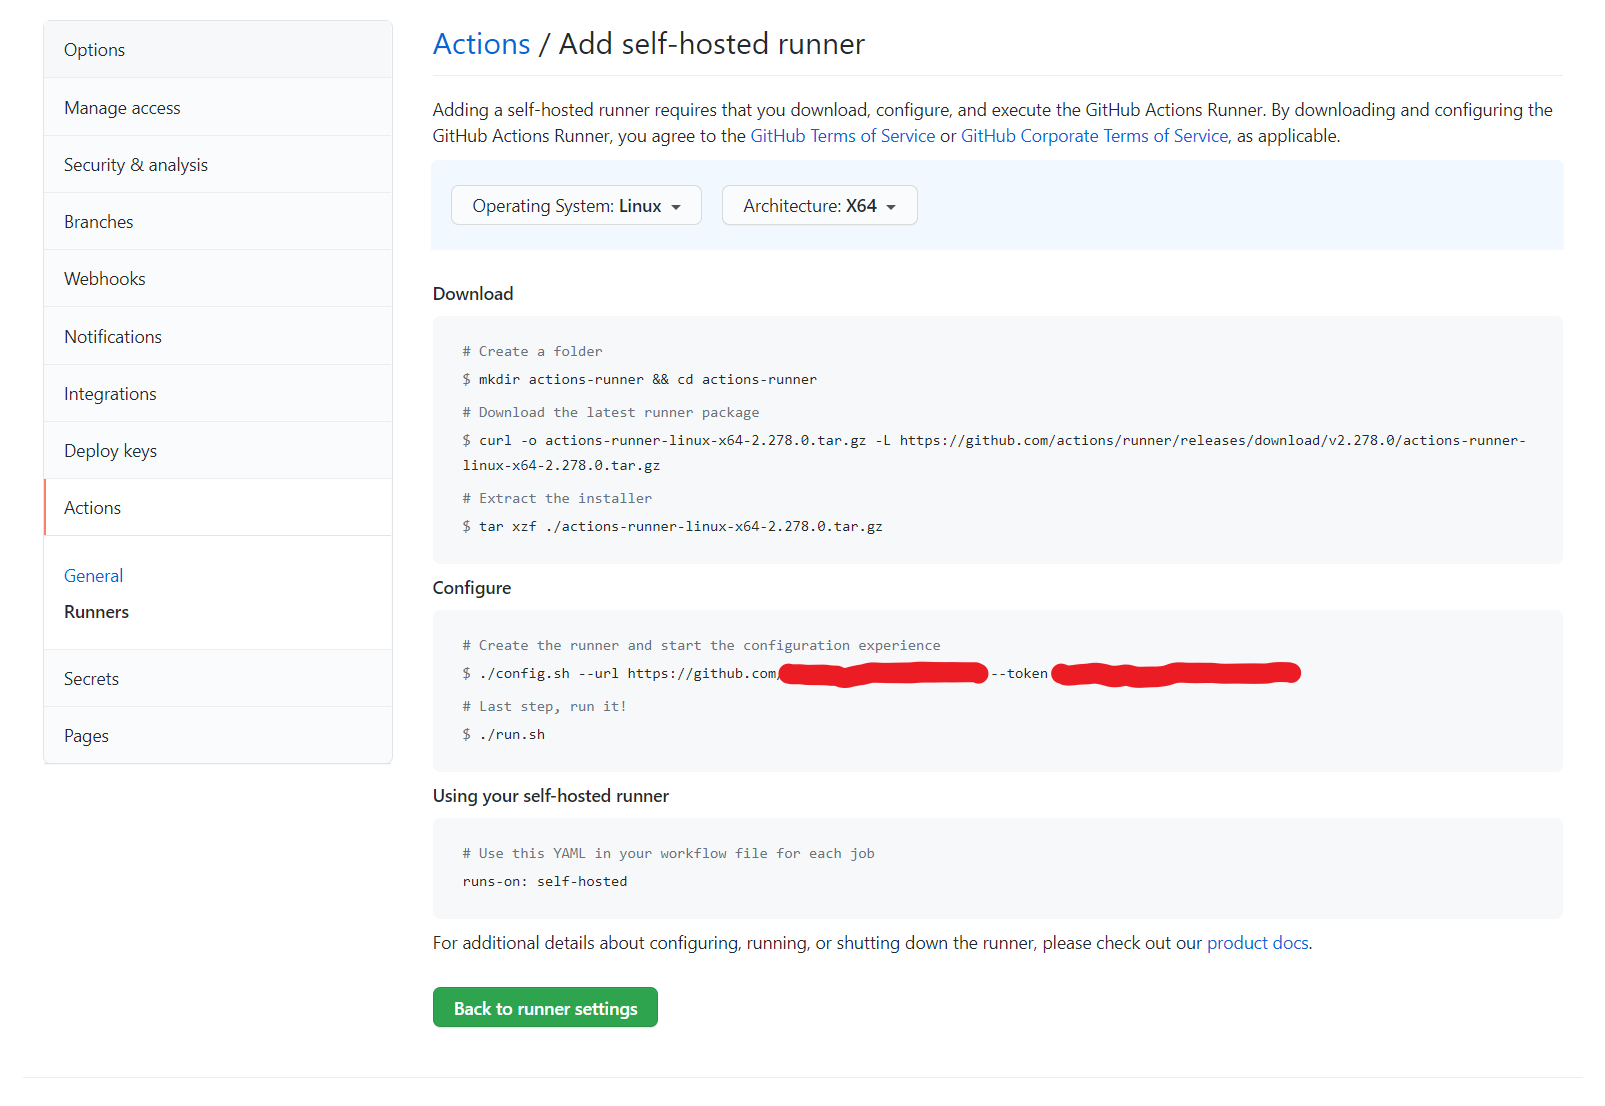 Options
Manage access
Security & analysis
Branches
Webhooks
Notifications
Integrations
Deploy keys
Actions
General
Runners
Secrets
Pages
Actions / Add self-hosted runner
Adding a self-hosted runner requires that you download, configure, and execute the GitHub Actions Runner. By downloading and configuring the
GitHub Actions Runner, you agree to the GitHub Terms of Service or GitHub Corporate Terms of Service, as applicable.
Operating System: Linux
Architecture: X64
Download
# Create a folder
$ mkdir actions-runner && cd actions-runner
# Download the latest runner package
$ curl -o actions-runner-linux-x64-2.278.0.tar.gz -L https://github.com/actions/runner/releases/download/v2.278.0/actions-runner-
linux-x64-2.278.0.tar.gz
# Extract the installer
$ tar xzf ./actions-runner-linux-x64-2.278.0.tar.gz
Configure
# Create the runner and start the configuration experience
$ ./config.sh --url https://github.com/ --token
# Last step, run it!
$ ./run.sh
Using your self-hosted runner
# Use this YAML in your workflow file for each job
runs-on: self-hosted
For additional details about configuring, running, or shutting down the runner, please check out our product docs.
Back to runner settings